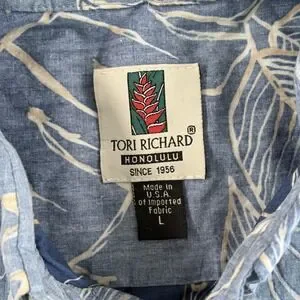 TORI RICHARD®
HONOLULU
SINCE 1956
Made in
U.S.A.
of Imported
Fabric
L